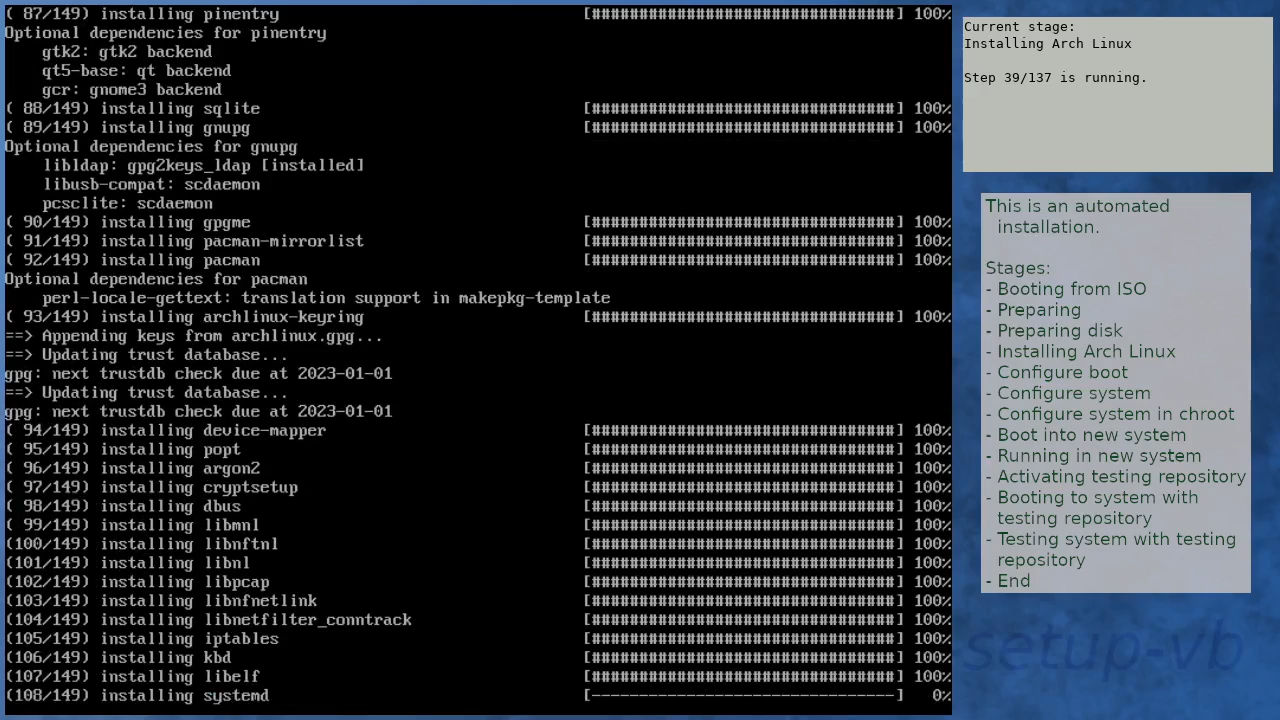 ( 87/149) installing pinentry [################################] 100%
Optional dependencies for pinentry
    gtk2: gtk2 backend
    qt5-base: qt backend
    gcr: gnome3 backend
( 88/149) installing sqlite [################################] 100%
( 89/149) installing gnupg [################################] 100%
Optional dependencies for gnupg
    libldap: gpg2keys_ldap [installed]
    libusb-compat: scdaemon
    pcsclite: scdaemon
( 90/149) installing gpgme [################################] 100%
( 91/149) installing pacman-mirrorlist [################################] 100%
( 92/149) installing pacman [################################] 100%
Optional dependencies for pacman
    perl-locale-gettext: translation support in makepkg-template
( 93/149) installing archlinux-keyring [################################] 100%
==> Appending keys from archlinux.gpg...
==> Updating trust database...
gpg: next trustdb check due at 2023-01-01
==> Updating trust database...
gpg: next trustdb check due at 2023-01-01
( 94/149) installing device-mapper [################################] 100%
( 95/149) installing popt [################################] 100%
( 96/149) installing argon2 [################################] 100%
( 97/149) installing cryptsetup [################################] 100%
( 98/149) installing dbus [################################] 100%
( 99/149) installing libmnl [################################] 100%
(100/149) installing libnftnl [################################] 100%
(101/149) installing libnl [################################] 100%
(102/149) installing libpcap [################################] 100%
(103/149) installing libnfnetlink [################################] 100%
(104/149) installing libnetfilter_conntrack [################################] 100%
(105/149) installing iptables [################################] 100%
(106/149) installing kbd [################################] 100%
(107/149) installing libelf [################################] 100%
(108/149) installing systemd [--------------------------------] 0%
Current stage:
Installing Arch Linux
Step 39/137 is running.
This is an automated
installation.
Stages:
- Booting from ISO
- Preparing
- Preparing disk
- Installing Arch Linux
- Configure boot
- Configure system
- Configure system in chroot
- Boot into new system
- Running in new system
- Activating testing repository
- Booting to system with
testing repository
- Testing system with testing
repository
- End
setup-vb